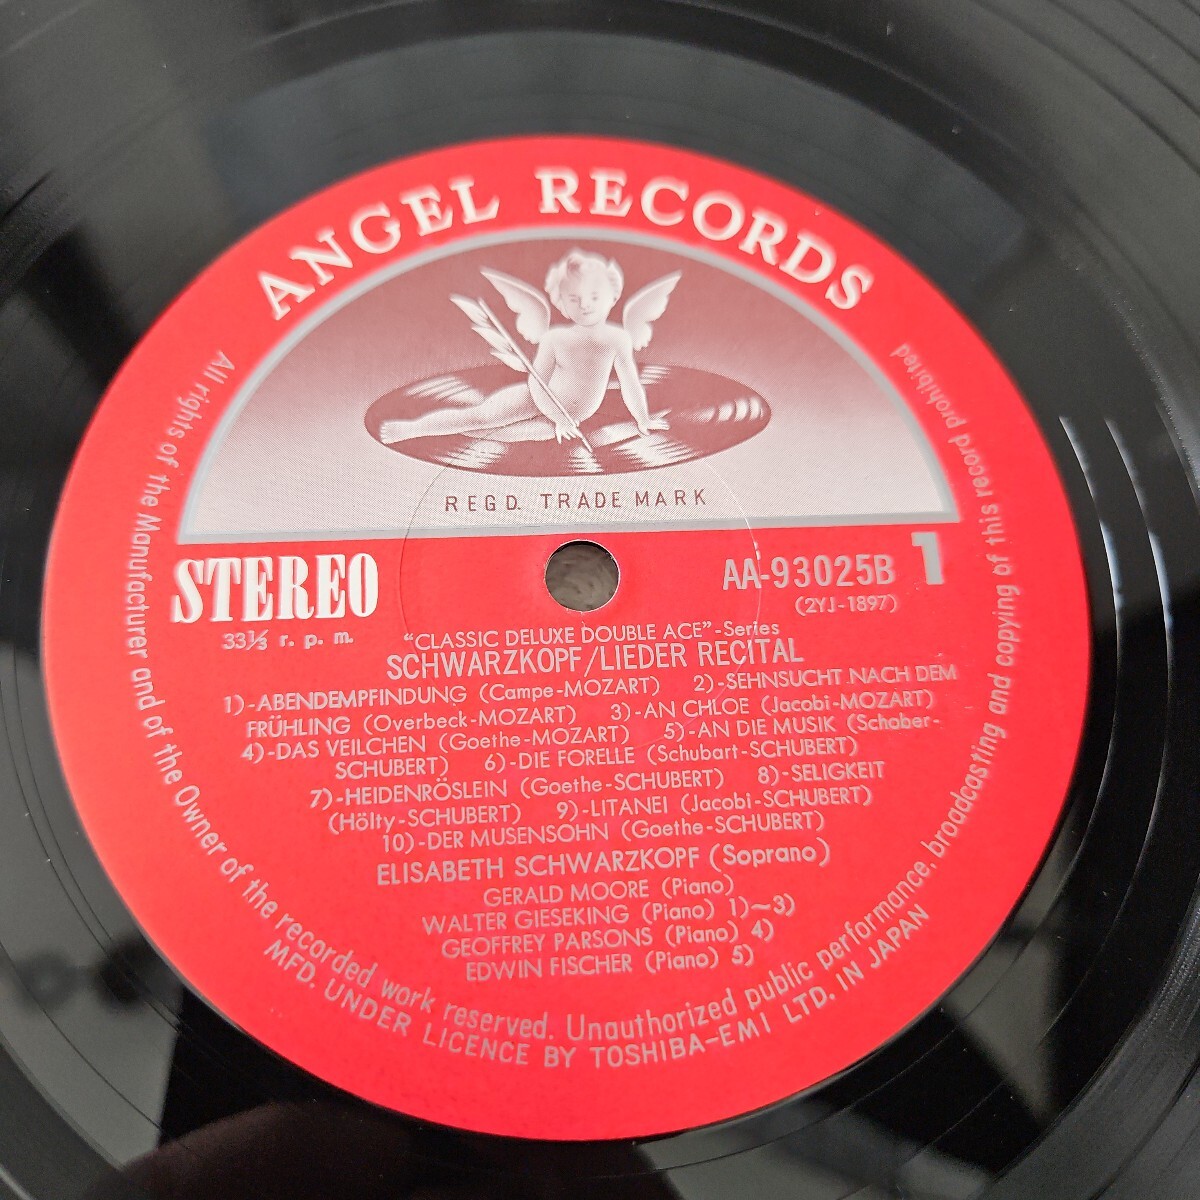 ANGEL RECORDS
REGD. TRADE MARK
STEREO
33⅓ r. p. m.
AA-93025B 1
(2YJ-1897)
"CLASSIC DELUXE DOUBLE ACE"-Series
SCHWARZKOPF/LIEDER RECITAL
1)-ABENDEMPFINDUNG (Campe-MOZART) 2)-SEHNSUCHT NACH DEM
FRÜHLING (Overbeck-MOZART) 3)-AN CHLOE (Jacobi-MOZART)
4)-DAS VEILCHEN (Goethe-MOZART) 5)-AN DIE MUSIK (Schober-
SCHUBERT) 6)-DIE FORELLE (Schubart-SCHUBERT)
7)-HEIDENRÖSLEIN (Goethe-SCHUBERT) 8)-SELIGKEIT
(Hölty-SCHUBERT) 9)-LITANEI (Jacobi-SCHUBERT)
10)-DER MUSENSOHN (Goethe-SCHUBERT)
ELISABETH SCHWARZKOPF (Soprano)
GERALD MOORE (Piano)
WALTER GIESEKING (Piano) 1)~3)
GEOFFREY PARSONS (Piano) 4)
EDWIN FISCHER (Piano) 5)
All rights of the Manufacturer and of the Owner of the recorded work reserved. Unauthorized public performance, broadcasting and copying of this record prohibited
MFD. UNDER LICENCE BY TOSHIBA-EMI LTD. IN JAPAN